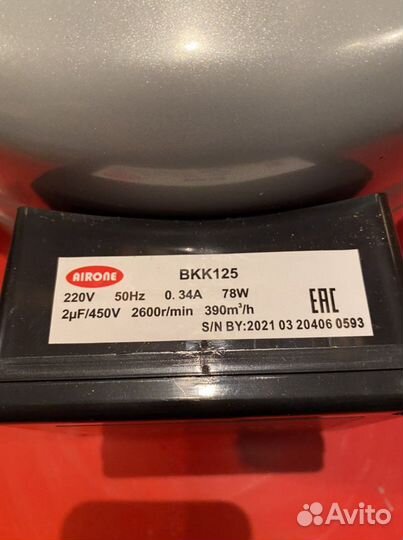 AIRONE
BKK125
220V 50Hz 0.34A 78W
2µF/450V 2600r/min 390m³/h
S/N BY:2021 03 20406 0593
EAC
Avito